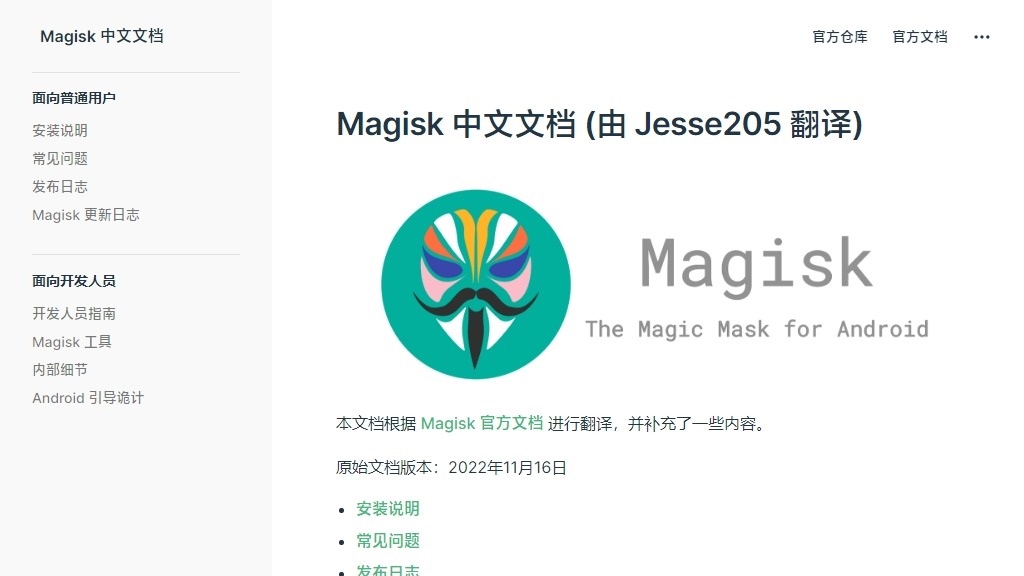 Magisk 中文文档
官方仓库
官方文档
面向普通用户
安装说明
常见问题
发布日志
Magisk 更新日志
面向开发人员
开发人员指南
Magisk 工具
内部细节
Android 引导诡计
Magisk 中文文档 (由 Jesse205 翻译)
Magisk
The Magic Mask for Android
本文档根据 Magisk 官方文档 进行翻译，并补充了一些内容。
原始文档版本：2022年11月16日
安装说明
常见问题
发布日志